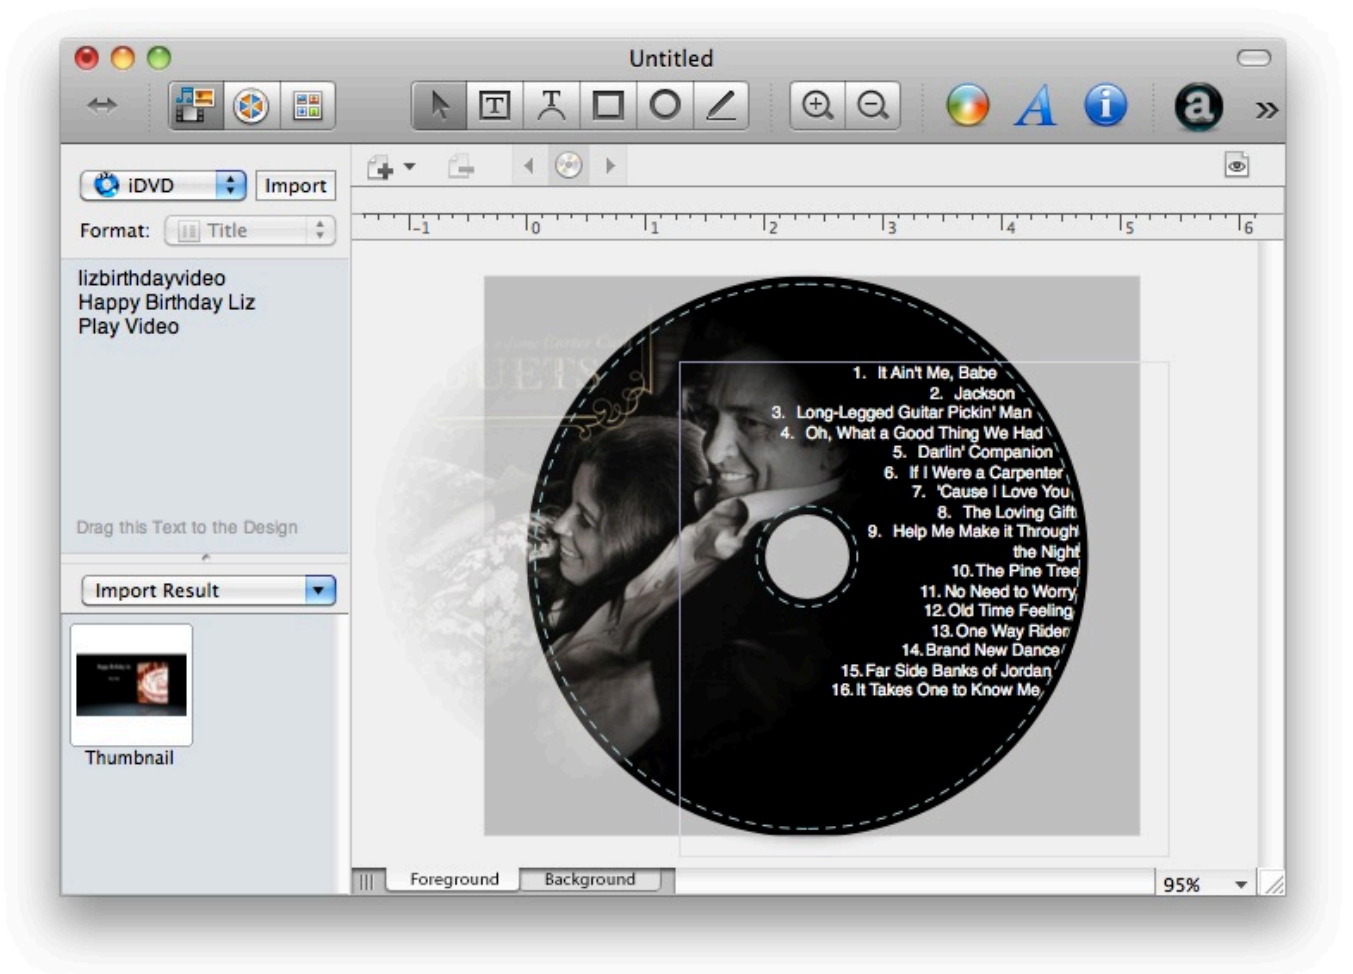 Untitled
T
T
A
i
a
»
iDVD
Import
Format:
Title
-1
0
1
2
3
4
5
6
lizbirthdayvideo
Happy Birthday Liz
Play Video
Drag this Text to the Design
Import Result
Thumbnail
June Carter Cash
DUETS
1. It Ain't Me, Babe
2. Jackson
3. Long-Legged Guitar Pickin' Man
4. Oh, What a Good Thing We Had
5. Darlin' Companion
6. If I Were a Carpenter
7. 'Cause I Love You
8. The Loving Gift
9. Help Me Make it Through
the Night
10. The Pine Tree
11. No Need to Worry
12. Old Time Feeling
13. One Way Rider
14. Brand New Dance
15. Far Side Banks of Jordan
16. It Takes One to Know Me
Foreground
Background
95%